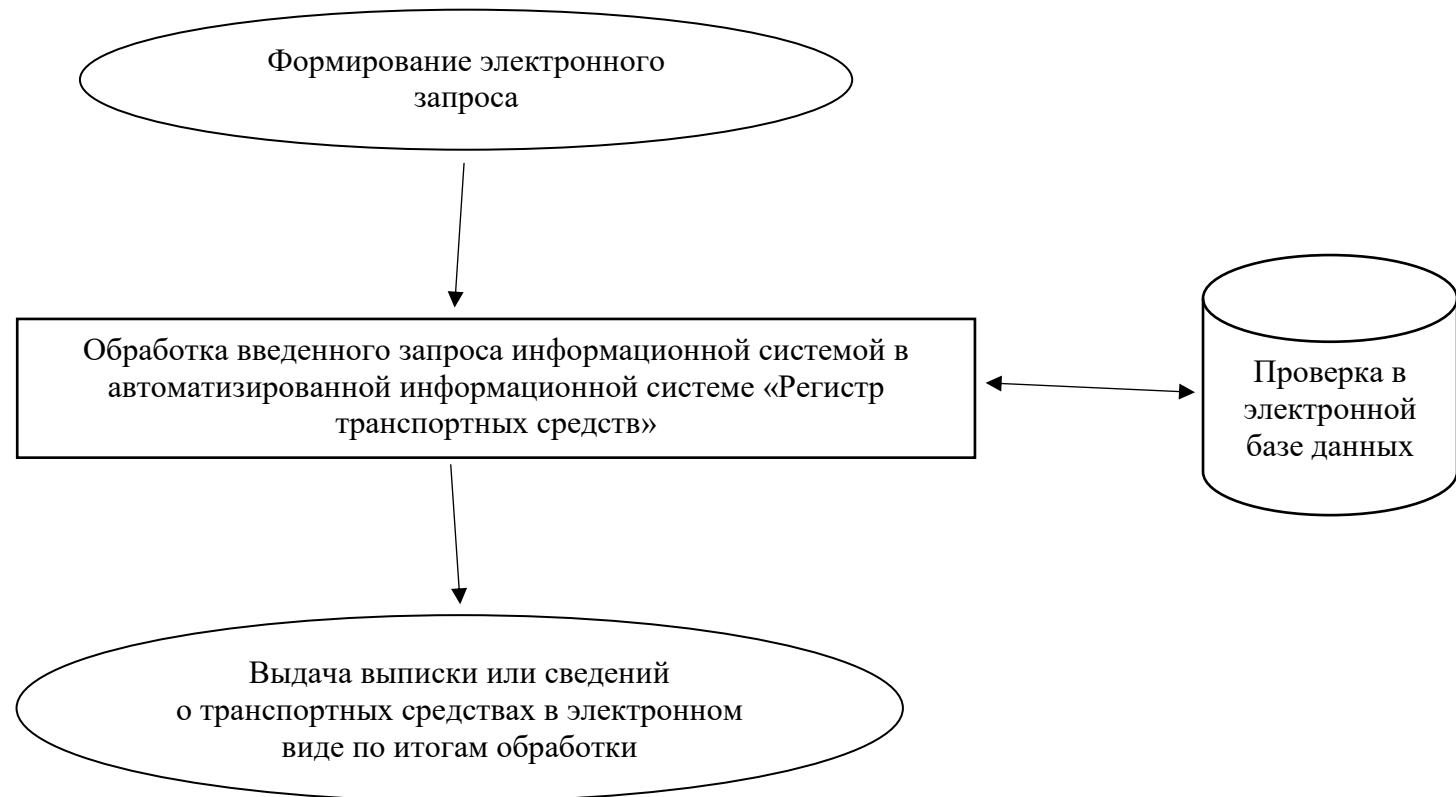 Формирование электронного
запроса
Обработка введенного запроса информационной системой в
автоматизированной информационной системе «Регистр
транспортных средств»
Проверка в
электронной
базе данных
Выдача выписки или сведений
о транспортных средствах в электронном
виде по итогам обработки